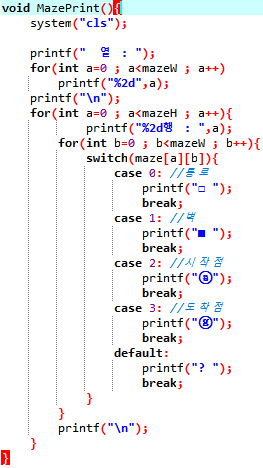 void MazePrint(){
    system("cls");

    printf("  열 : ");
    for(int a=0 ; a<mazeW ; a++)
        printf("%2d",a);
    printf("\n");
    for(int a=0 ; a<mazeH ; a++){
            printf("%2d행 : ",a);
        for(int b=0 ; b<mazeW ; b++){
            switch(maze[a][b]){
                case 0: //통로
                    printf("□ ");
                    break;
                case 1: //벽
                    printf("■ ");
                    break;
                case 2: //시작점
                    printf("ⓢ");
                    break;
                case 3: //도착점
                    printf("ⓖ");
                    break;
                default:
                    printf("? ");
                    break;
            }
        }
        printf("\n");
    }
}